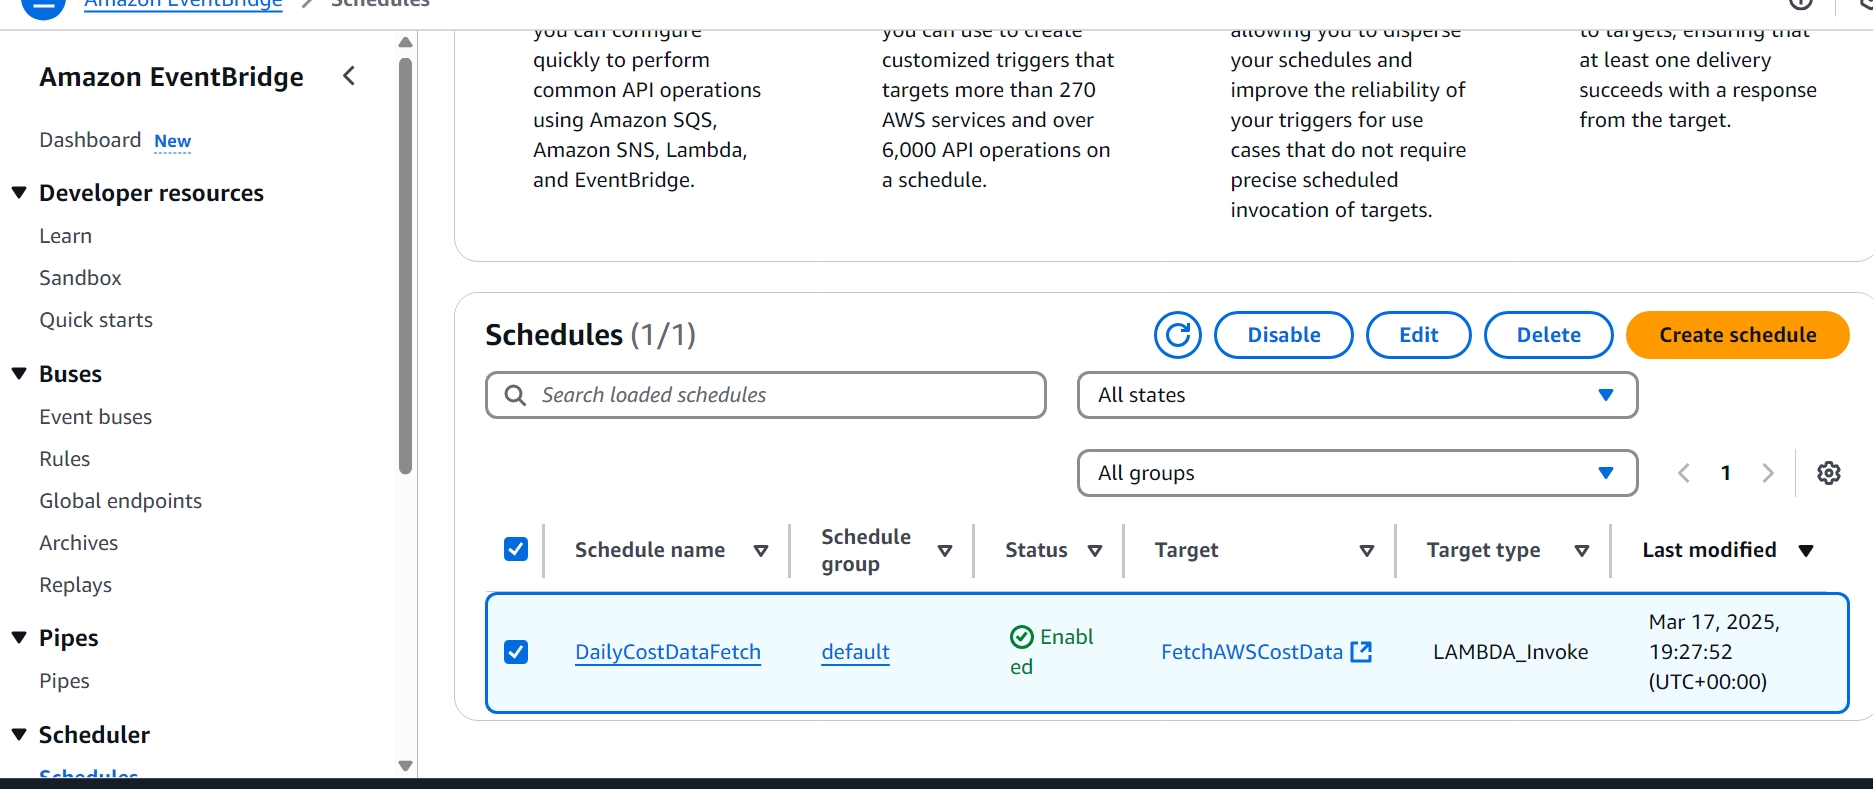 Amazon EventBridge
Schedules
Amazon EventBridge
Dashboard New
Developer resources
Learn
Sandbox
Quick starts
Buses
Event buses
Rules
Global endpoints
Archives
Replays
Pipes
Pipes
Scheduler
Schedules
you can configure
quickly to perform
common API operations
using Amazon SQS,
Amazon SNS, Lambda,
and EventBridge.
you can use to create
customized triggers that
targets more than 270
AWS services and over
6,000 API operations on
a schedule.
allowing you to disperse
your schedules and
improve the reliability of
your triggers for use
cases that do not require
precise scheduled
invocation of targets.
to targets, ensuring that
at least one delivery
succeeds with a response
from the target.
Schedules (1/1)
Disable
Edit
Delete
Create schedule
Search loaded schedules
All states
All groups
1
Schedule name
Schedule
group
Status
Target
Target type
Last modified
DailyCostDataFetch
default
Enabl
ed
FetchAWSCostData
LAMBDA_Invoke
Mar 17, 2025,
19:27:52
(UTC+00:00)